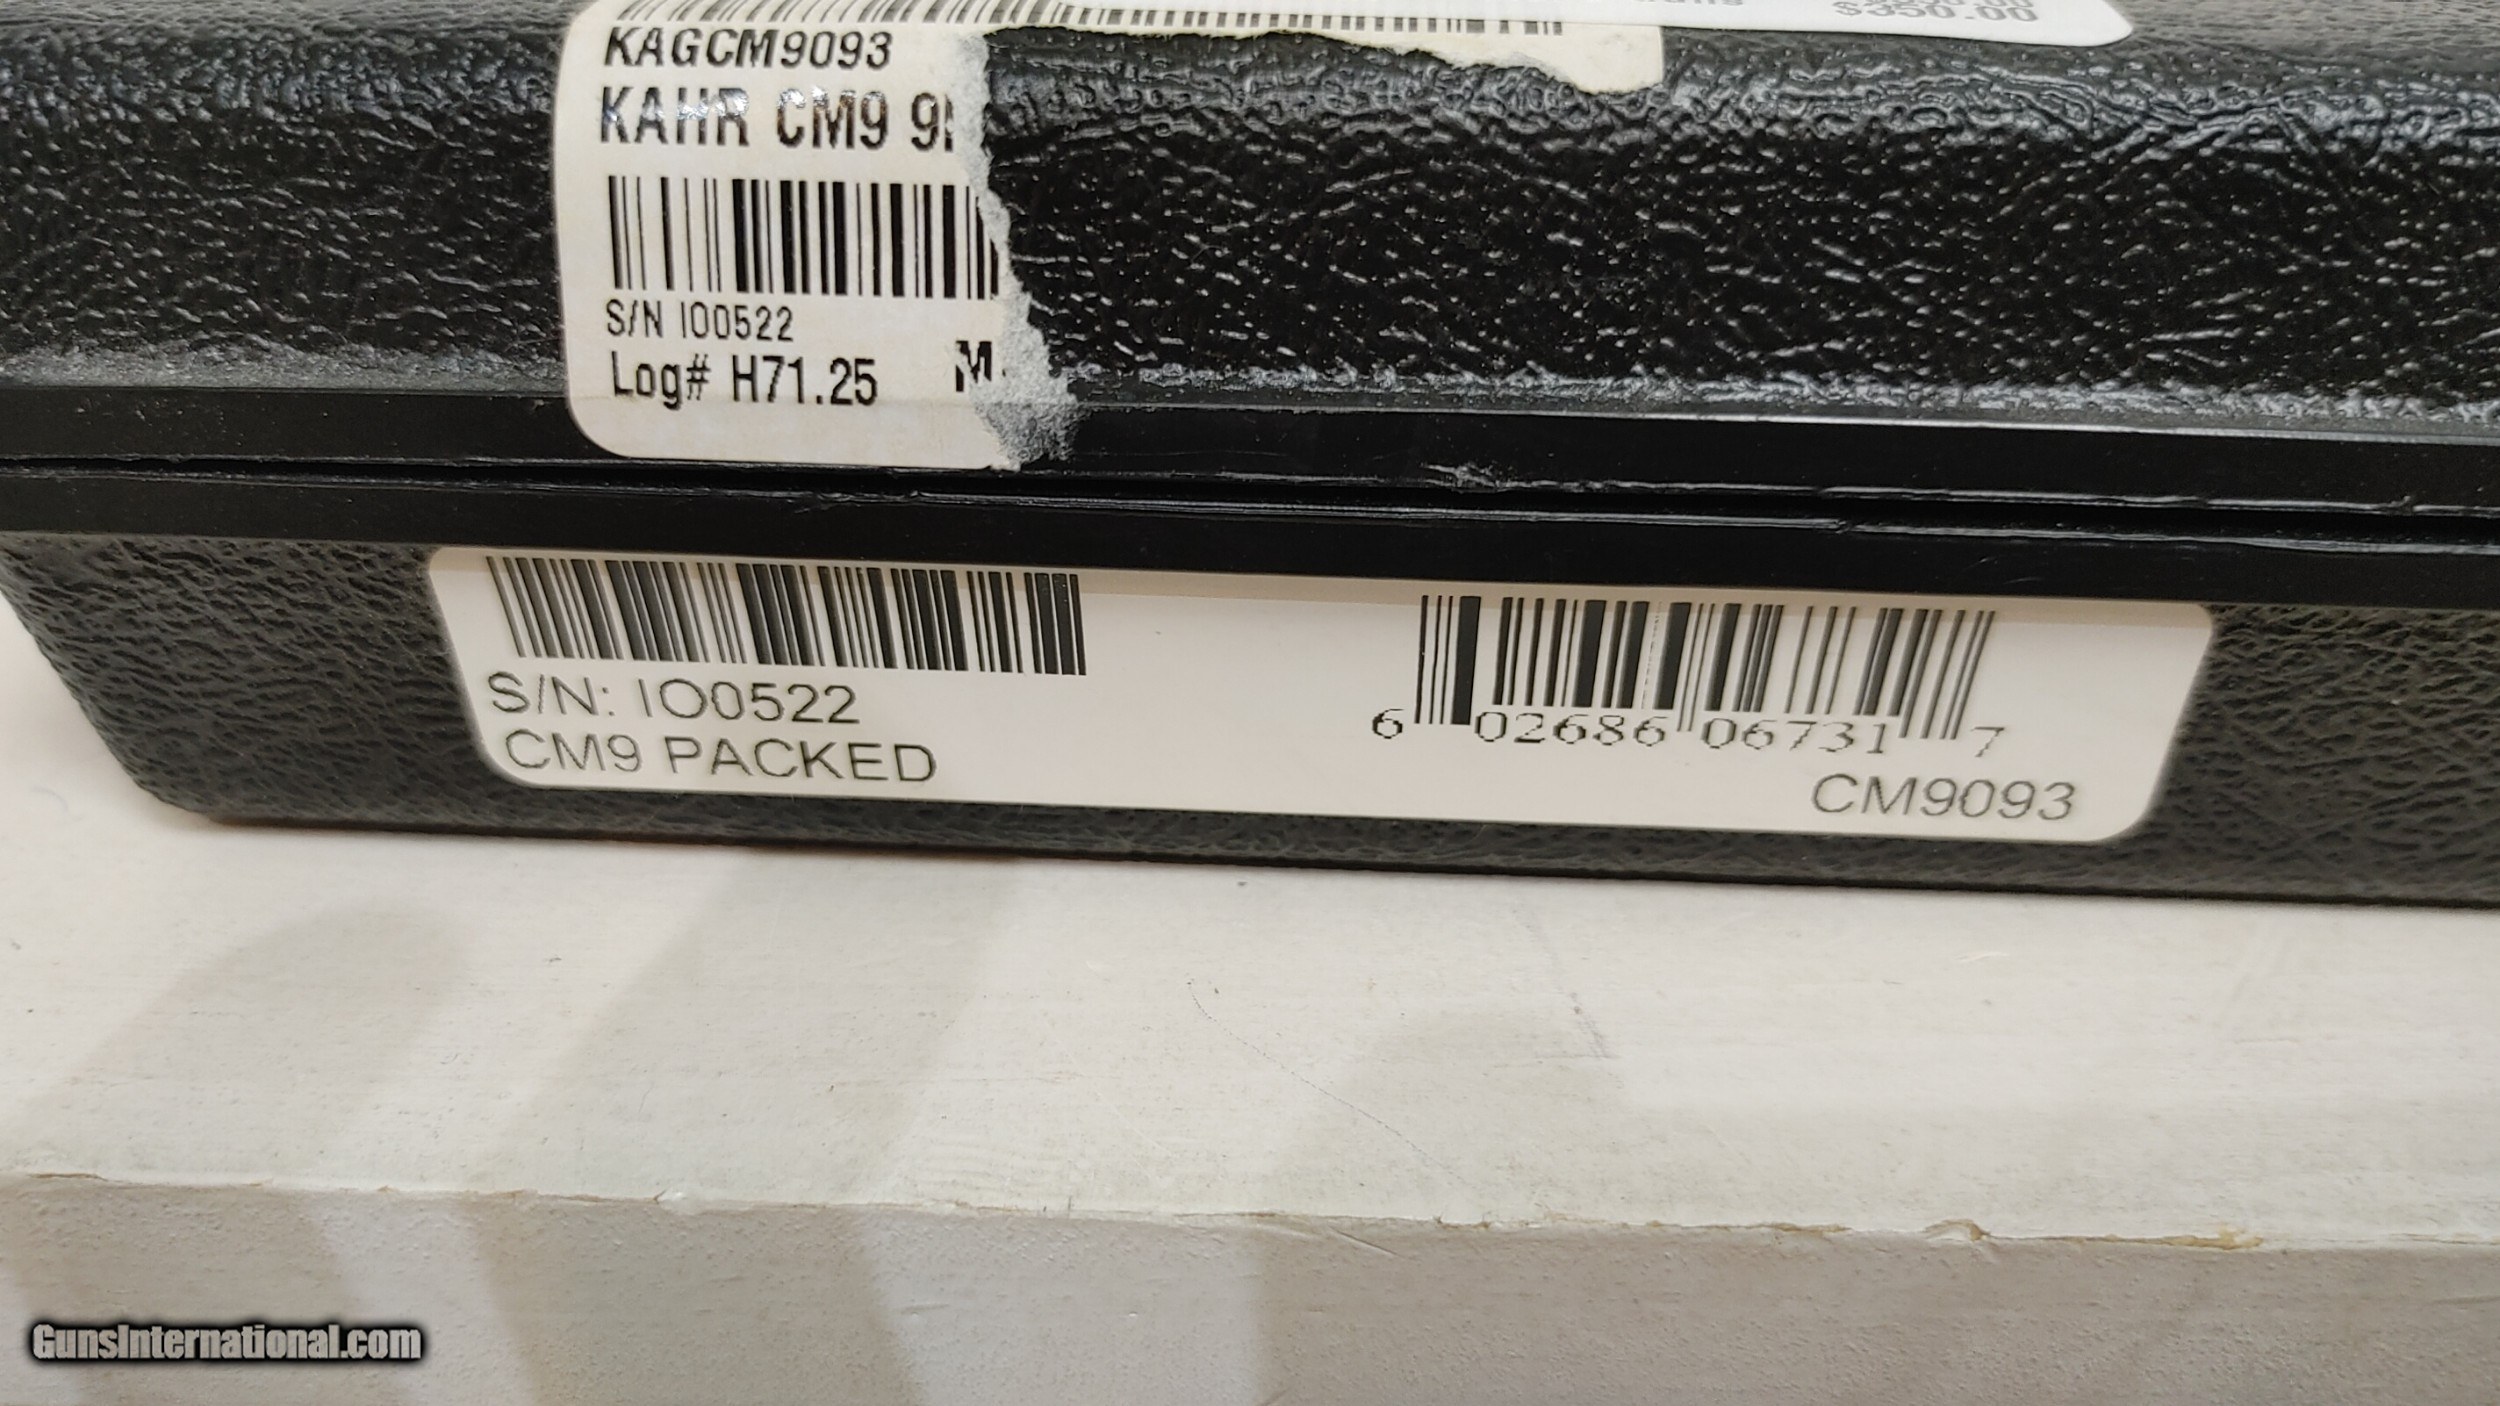 $350.00
KAGCM9093
KAHR CM9 9
S/N IO0522
Log# H71.25 M
S/N: IO0522
CM9 PACKED
6 02686 06731 7
CM9093
GunsInternational.com